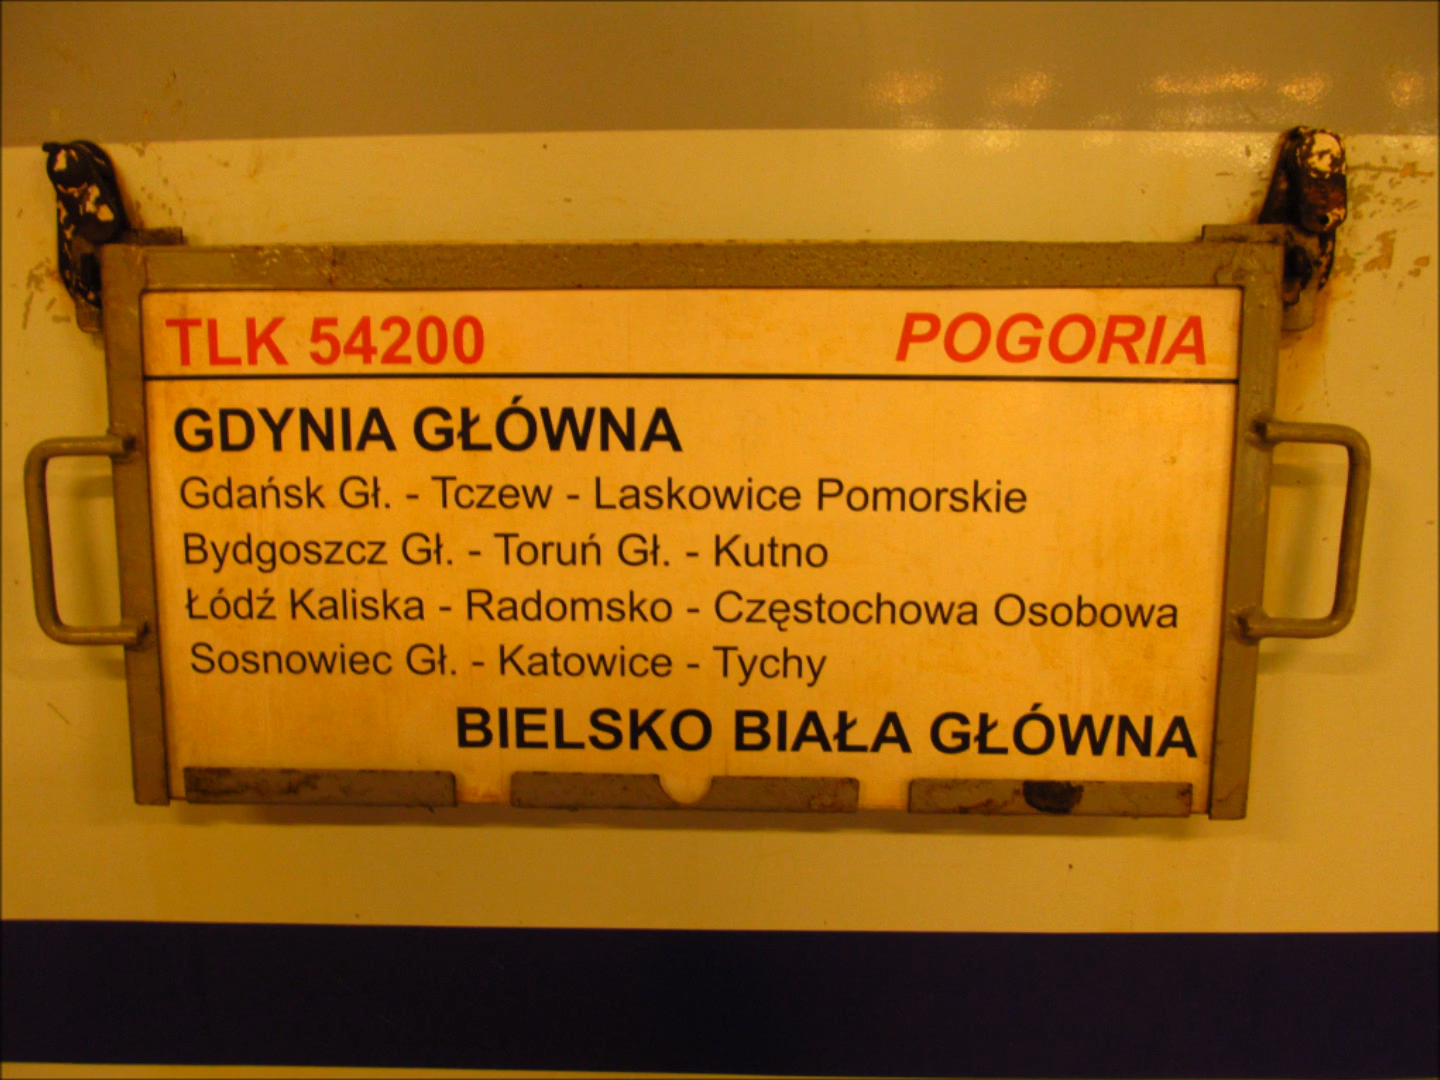 TLK 54200 POGORIA
GDYNIA GŁÓWNA
Gdańsk Gł. - Tczew - Laskowice Pomorskie
Bydgoszcz Gł. - Toruń Gł. - Kutno
Łódź Kaliska - Radomsko - Częstochowa Osobowa
Sosnowiec Gł. - Katowice - Tychy
BIELSKO BIAŁA GŁÓWNA